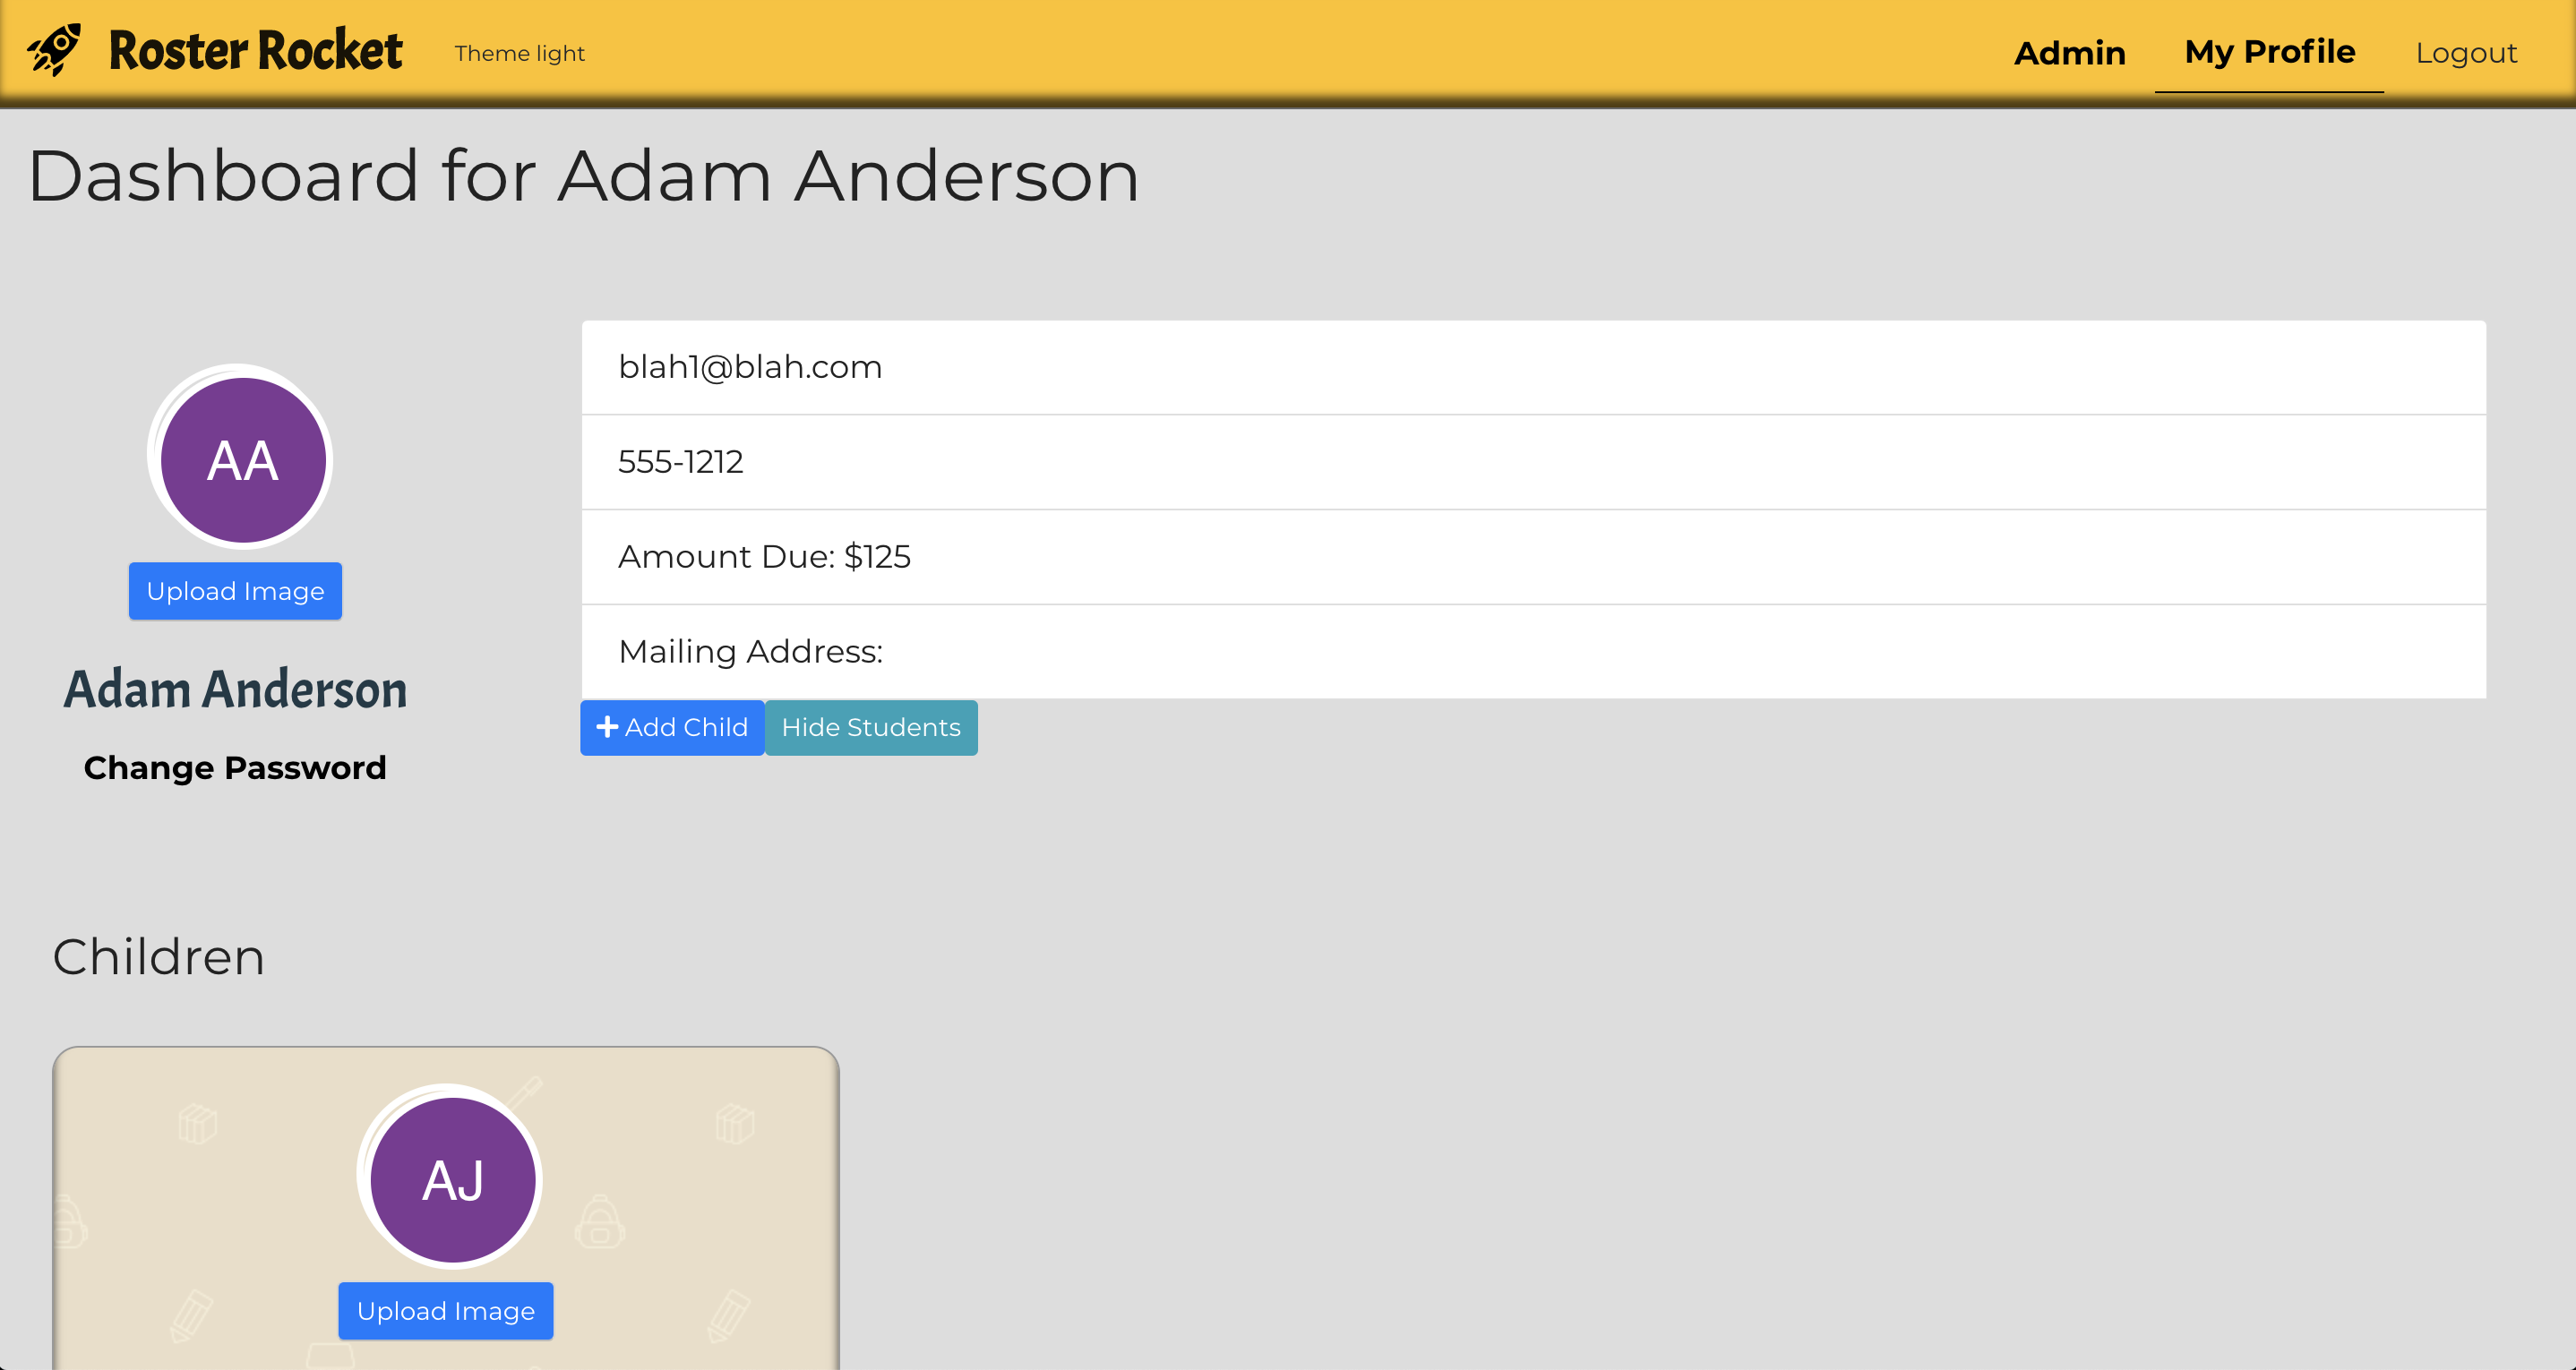 Roster Rocket
Theme light
Admin
My Profile
Logout
Dashboard for Adam Anderson
AA
Upload Image
Adam Anderson
Change Password
blah1@blah.com
555-1212
Amount Due: $125
Mailing Address:
Add Child
Hide Students
Children
AJ
Upload Image